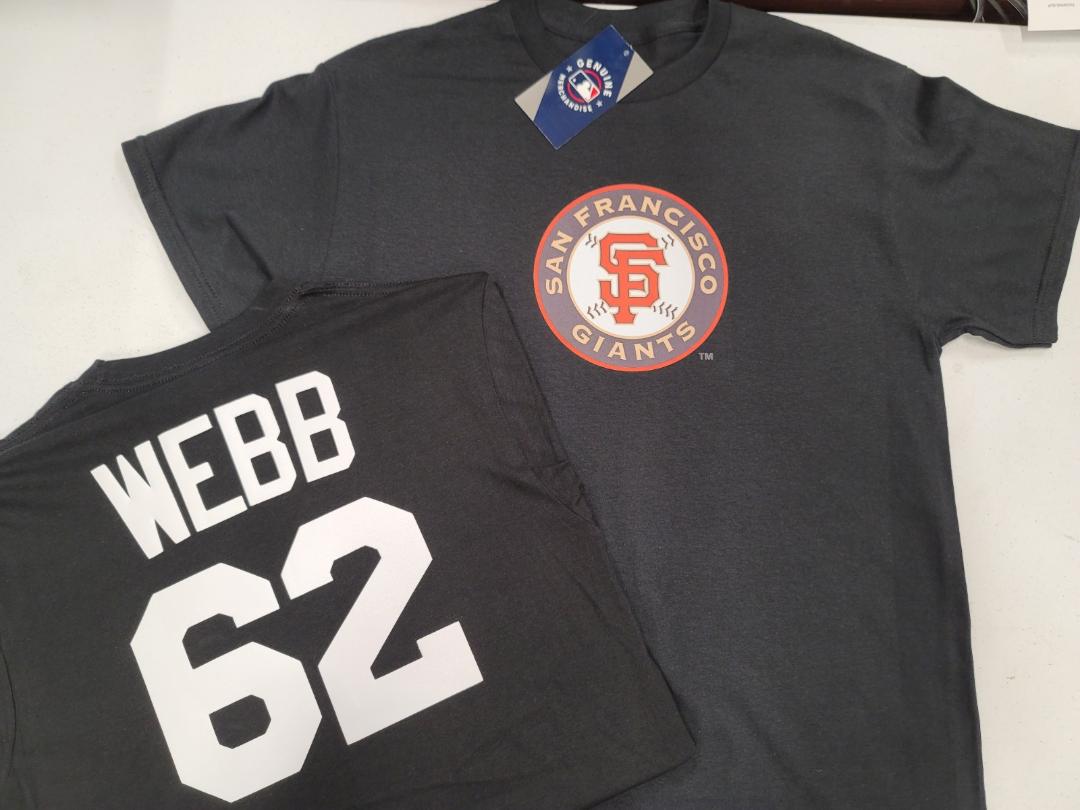 GENUINE
MERCHANDISE
SAN FRANCISCO
SF
GIANTS
TM
WEBB
62